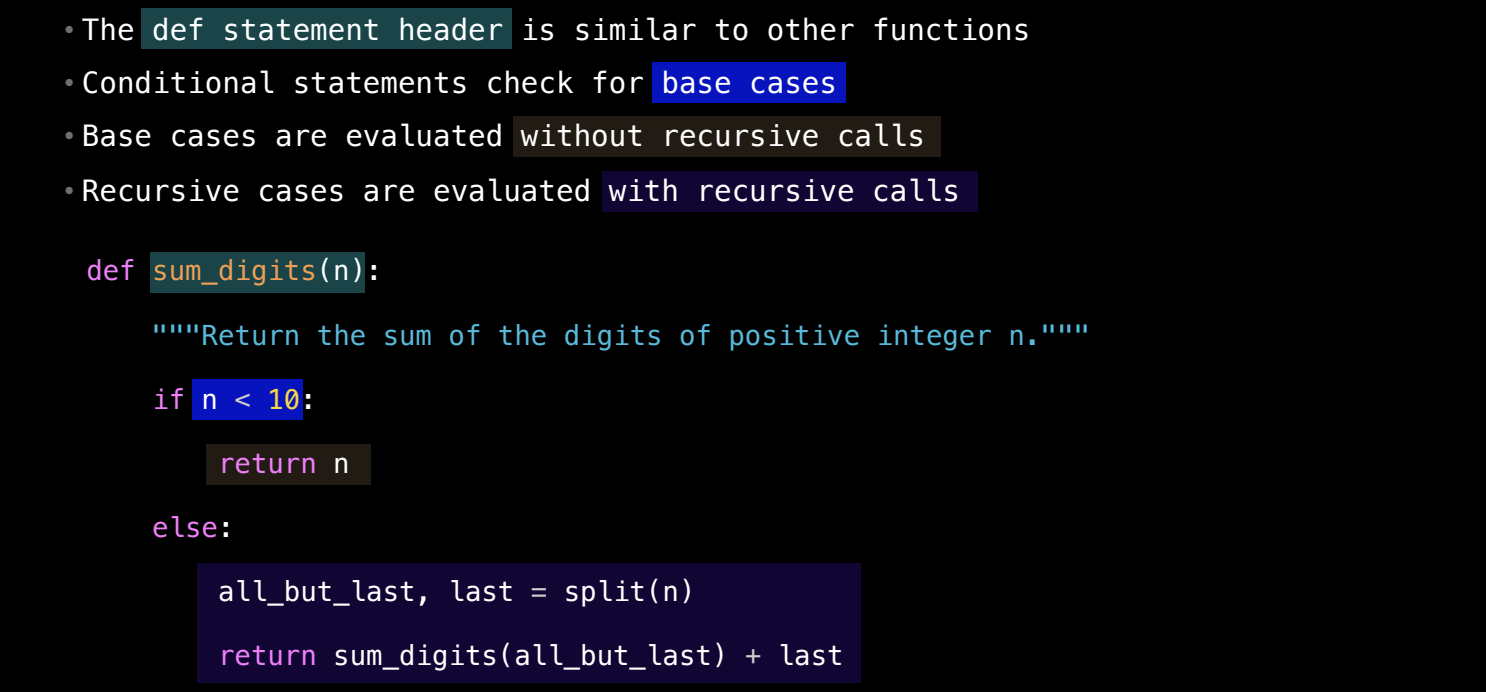 • The def statement header is similar to other functions
• Conditional statements check for base cases
• Base cases are evaluated without recursive calls
• Recursive cases are evaluated with recursive calls
def sum_digits(n):
    """Return the sum of the digits of positive integer n."""
    if n < 10:
        return n
    else:
        all_but_last, last = split(n)
        return sum_digits(all_but_last) + last